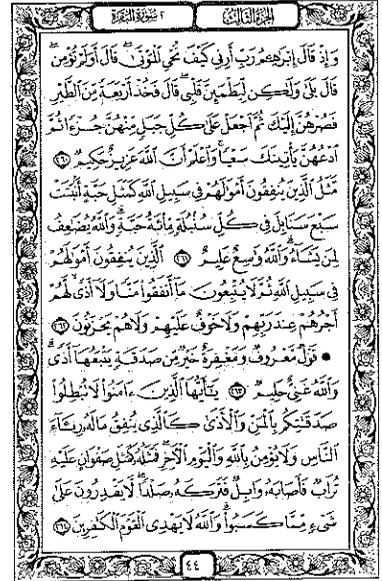 الجزء الثالث
٢ سورة البقرة
وَإِذْ قَالَ إِبْرَٰهِـۧمُ رَبِّ أَرِنِى كَيْفَ تُحْىِ ٱلْمَوْتَىٰ ۖ قَالَ أَوَلَمْ تُؤْمِن ۖ
قَالَ بَلَىٰ وَلَـٰكِن لِّيَطْمَئِنَّ قَلْبِى ۖ قَالَ فَخُذْ أَرْبَعَةً مِّنَ ٱلطَّيْرِ
فَصُرْهُنَّ إِلَيْكَ ثُمَّ ٱجْعَلْ عَلَىٰ كُلِّ جَبَلٍ مِّنْهُنَّ جُزْءًا ثُمَّ
ٱدْعُهُنَّ يَأْتِينَكَ سَعْيًا ۚ وَٱعْلَمْ أَنَّ ٱللَّهَ عَزِيزٌ حَكِيمٌ ٢٦٠
مَّثَلُ ٱلَّذِينَ يُنفِقُونَ أَمْوَٰلَهُمْ فِى سَبِيلِ ٱللَّهِ كَمَثَلِ حَبَّةٍ أَنۢبَتَتْ
سَبْعَ سَنَابِلَ فِى كُلِّ سُنۢبُلَةٍ مِّا۟ئَةُ حَبَّةٍ ۗ وَٱللَّهُ يُضَـٰعِفُ
لِمَن يَشَآءُ ۗ وَٱللَّهُ وَٰسِعٌ عَلِيمٌ ٢٦١ ٱلَّذِينَ يُنفِقُونَ أَمْوَٰلَهُمْ
فِى سَبِيلِ ٱللَّهِ ثُمَّ لَا يُتْبِعُونَ مَآ أَنفَقُوا۟ مَنًّا وَلَآ أَذًى ۙ لَّهُمْ
أَجْرُهُمْ عِندَ رَبِّهِمْ وَلَا خَوْفٌ عَلَيْهِمْ وَلَا هُمْ يَحْزَنُونَ ٢٦٢
۞ قَوْلٌ مَّعْرُوفٌ وَمَغْفِرَةٌ خَيْرٌ مِّن صَدَقَةٍ يَتْبَعُهَآ أَذًى ۗ
وَٱللَّهُ غَنِىٌّ حَلِيمٌ ٢٦٣ يَـٰٓأَيُّهَا ٱلَّذِينَ ءَامَنُوا۟ لَا تُبْطِلُوا۟
صَدَقَـٰتِكُم بِٱلْمَنِّ وَٱلْأَذَىٰ كَٱلَّذِى يُنفِقُ مَالَهُۥ رِئَآءَ
ٱلنَّاسِ وَلَا يُؤْمِنُ بِٱللَّهِ وَٱلْيَوْمِ ٱلْـَٔاخِرِ ۖ فَمَثَلُهُۥ كَمَثَلِ صَفْوَانٍ عَلَيْهِ
تُرَابٌ فَأَصَابَهُۥ وَابِلٌ فَتَرَكَهُۥ صَلْدًا ۖ لَّا يَقْدِرُونَ عَلَىٰ
شَىْءٍ مِّمَّا كَسَبُوا۟ ۗ وَٱللَّهُ لَا يَهْدِى ٱلْقَوْمَ ٱلْكَـٰفِرِينَ ٢٦٤
٤٤